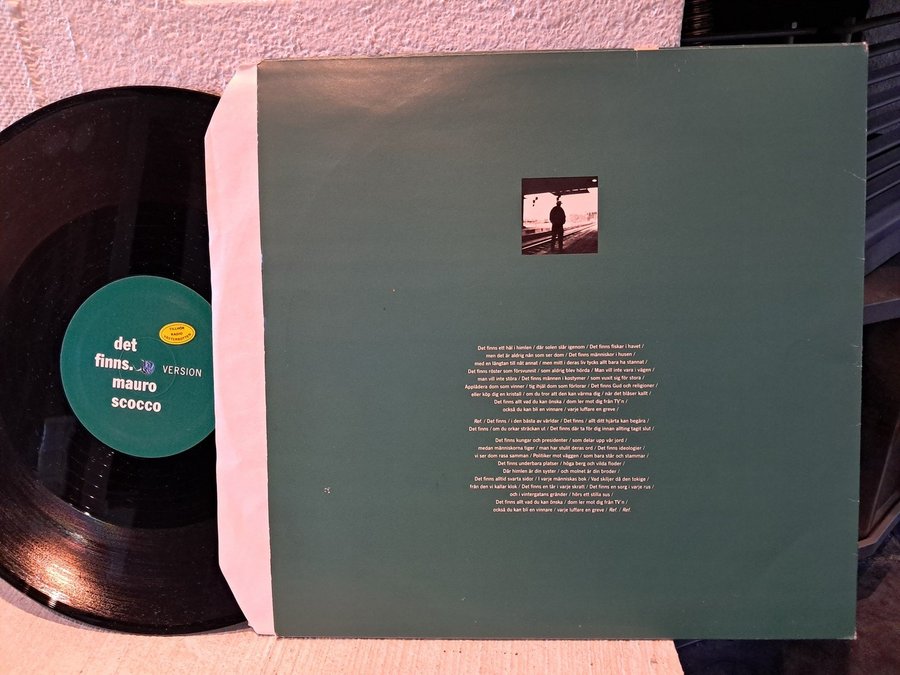 det
finns.
mauro
scocco
VERSION
TILLHÖR
RADIO
VÄSTERBOTTEN
Det finns ett hål i himlen / där solen slår igenom / Det finns fiskar i havet /
men det är aldrig nån som ser dom / Det finns människor i husen /
med en längtan till nåt annat / men mitt i deras liv tycks allt bara ha stannat /
Det finns röster som försvunnit / som aldrig blev hörda / Man vill inte vara i vägen /
man vill inte störa / Det finns männen i kostymer / som vuxit sig för stora /
Applådera dom som vinner / tig ihjäl dom som förlorar / Det finns Gud och religioner /
eller köp dig en kristall / om du tror att den kan värma dig / när det blåser kallt /
Det finns allt vad du kan önska / dom ler mot dig från TV'n /
också du kan bli en vinnare / varje luffare en greve /
Ref. / Det finns / i den bästa av världar / Det finns / allt ditt hjärta kan begära /
Det finns / om du orkar sträcka ut / Det finns där ta för dig innan allting tagit slut /
Det finns kungar och presidenter / som delar upp vår jord /
medan människorna tiger / man har stulit deras ord / Det finns ideologier /
vi ser dom rasa samman / Politiker mot väggen / som bara står och stammar /
Det finns underbara platser / höga berg och vilda floder /
Där himlen är din syster / och molnet är din broder /
Det finns alltid svarta sidor / I varje människas bok / Vad skiljer då den tokige /
från den vi kallar klok / Det finns en tår i varje skratt / Det finns en sorg i varje rus /
och i vintergatans gränder / hörs ett stilla sus /
Det finns allt vad du kan önska / dom ler mot dig från TV'n /
också du kan bli en vinnare / varje luffare en greve / Ref. / Ref.